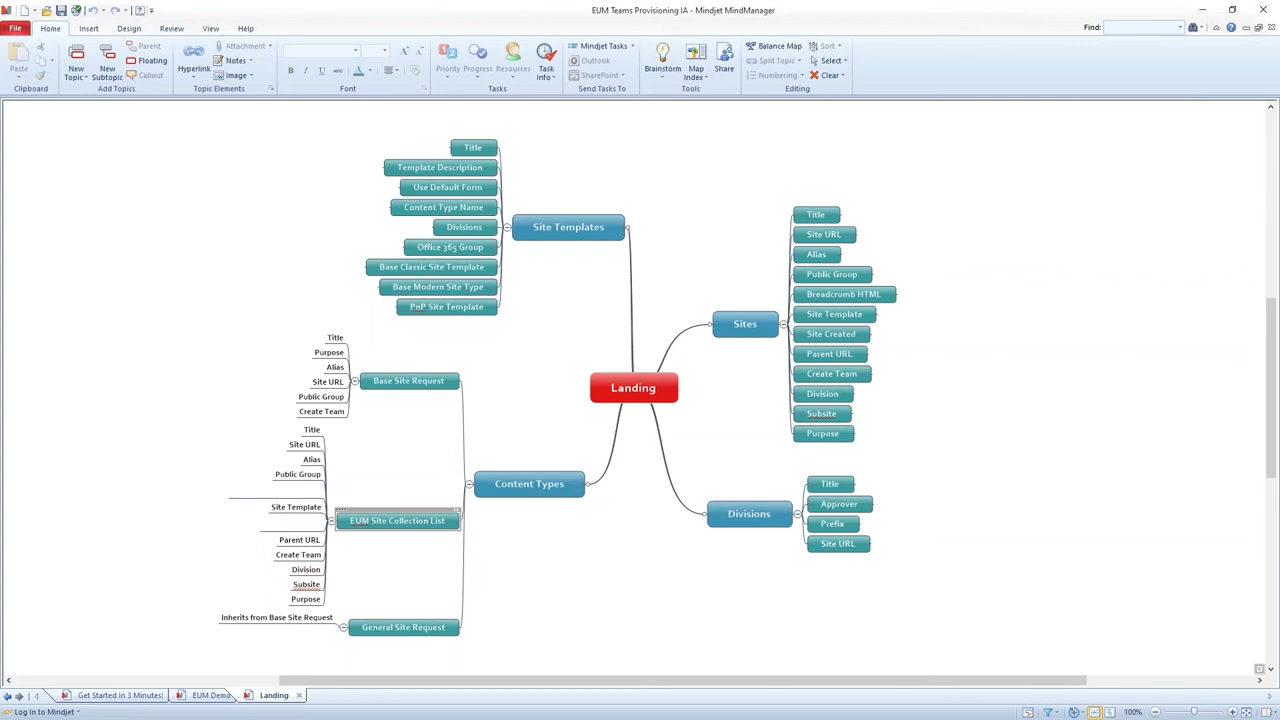 EUM Teams Provisioning IA - Mindjet MindManager
File Home Insert Design Review View Help Find:
Parent
Floating
Callout
Attachment
Notes
Image
Mindjet Tasks
Outlook
SharePoint
Balance Map
Split Topic
Numbering
Sort
Select
Clear
Paste
New Topic
New Subtopic
Hyperlink
Priority Progress Resources Task Info
Brainstorm Map Index Share
Clipboard Add Topics Topic Elements Font Tasks Send Tasks To Tools Editing
Title
Template Description
Use Default Form
Content Type Name
Divisions
Office 365 Group
Base Classic Site Template
Base Modern Site Type
PnP Site Template
Site Templates
Title
Site URL
Alias
Public Group
Breadcrumb HTML
Site Template
Site Created
Parent URL
Create Team
Division
Subsite
Purpose
Sites
Landing
Title
Purpose
Alias
Site URL
Public Group
Create Team
Base Site Request
Title
Site URL
Alias
Public Group
Site Template
Parent URL
Create Team
Division
Subsite
Purpose
EUM Site Collection List
Content Types
Inherits from Base Site Request
General Site Request
Divisions
Title
Approver
Prefix
Site URL
Get Started In 3 Minutes! EUM Demo Landing
Log In to Mindjet 100%